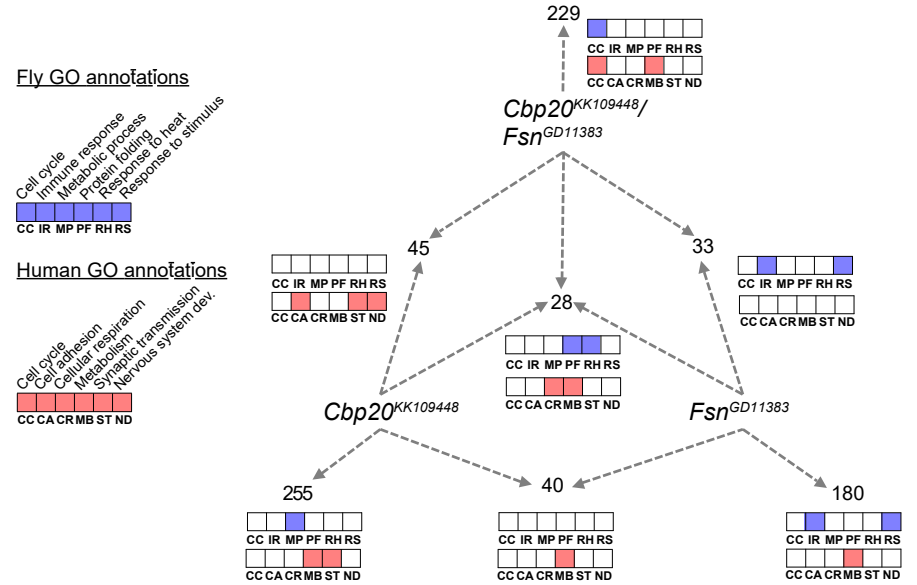 229
CC IR MP PF RH RS
CC CA CR MB ST ND
Fly GO annotations
Cell cycle
Immune response
Metabolic process
Protein folding
Response to heat
Response to stimulus
CC IR MP PF RH RS
Cbp20KK109448/
FsnGD11383
Human GO annotations
Cell cycle
Cell adhesion
Cellular respiration
Metabolism
Synaptic transmission
Nervous system dev.
CC CA CR MB ST ND
45
CC IR MP PF RH RS
CC CA CR MB ST ND
33
CC IR MP PF RH RS
CC CA CR MB ST ND
28
CC IR MP PF RH RS
CC CA CR MB ST ND
Cbp20KK109448
FsnGD11383
255
CC IR MP PF RH RS
CC CA CR MB ST ND
40
CC IR MP PF RH RS
CC CA CR MB ST ND
180
CC IR MP PF RH RS
CC CA CR MB ST ND